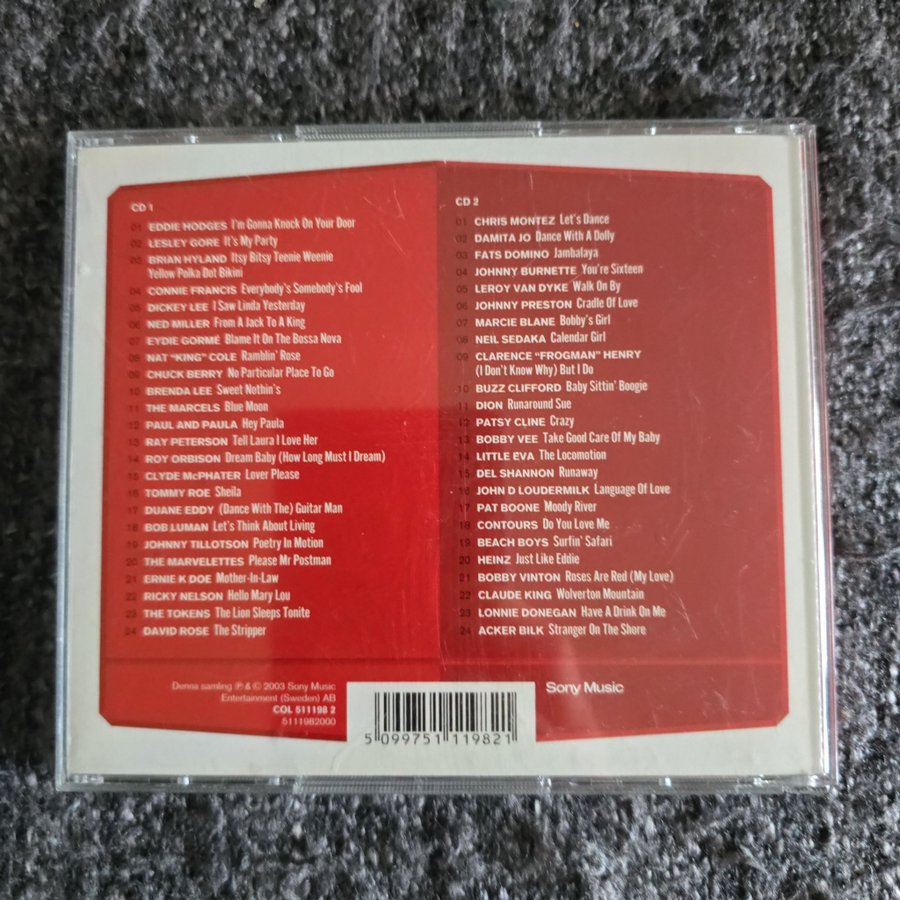 CD 1
01 EDDIE HODGES I'm Gonna Knock On Your Door
02 LESLEY GORE It's My Party
03 BRIAN HYLAND Itsy Bitsy Teenie Weenie
Yellow Polka Dot Bikini
04 CONNIE FRANCIS Everybody's Somebody's Fool
05 DICKEY LEE I Saw Linda Yesterday
06 NED MILLER From A Jack To A King
07 EYDIE GORMÉ Blame It On The Bossa Nova
08 NAT "KING" COLE Ramblin' Rose
09 CHUCK BERRY No Particular Place To Go
10 BRENDA LEE Sweet Nothin's
11 THE MARCELS Blue Moon
12 PAUL AND PAULA Hey Paula
13 RAY PETERSON Tell Laura I Love Her
14 ROY ORBISON Dream Baby (How Long Must I Dream)
15 CLYDE McPHATER Lover Please
16 TOMMY ROE Sheila
17 DUANE EDDY (Dance With The) Guitar Man
18 BOB LUMAN Let's Think About Living
19 JOHNNY TILLOTSON Poetry In Motion
20 THE MARVELETTES Please Mr Postman
21 ERNIE K DOE Mother-In-Law
22 RICKY NELSON Hello Mary Lou
23 THE TOKENS The Lion Sleeps Tonite
24 DAVID ROSE The Stripper
CD 2
01 CHRIS MONTEZ Let's Dance
02 DAMITA JO Dance With A Dolly
03 FATS DOMINO Jambalaya
04 JOHNNY BURNETTE You're Sixteen
05 LEROY VAN DYKE Walk On By
06 JOHNNY PRESTON Cradle Of Love
07 MARCIE BLANE Bobby's Girl
08 NEIL SEDAKA Calendar Girl
09 CLARENCE "FROGMAN" HENRY
(I Don't Know Why) But I Do
10 BUZZ CLIFFORD Baby Sittin' Boogie
11 DION Runaround Sue
12 PATSY CLINE Crazy
13 BOBBY VEE Take Good Care Of My Baby
14 LITTLE EVA The Locomotion
15 DEL SHANNON Runaway
16 JOHN D LOUDERMILK Language Of Love
17 PAT BOONE Moody River
18 CONTOURS Do You Love Me
19 BEACH BOYS Surfin' Safari
20 HEINZ Just Like Eddie
21 BOBBY VINTON Roses Are Red (My Love)
22 CLAUDE KING Wolverton Mountain
23 LONNIE DONEGAN Have A Drink On Me
24 ACKER BILK Stranger On The Shore
Denna samling ℗ & © 2003 Sony Music
Entertainment (Sweden) AB
COL 511198 2
5111982000
5 099751 119821
Sony Music